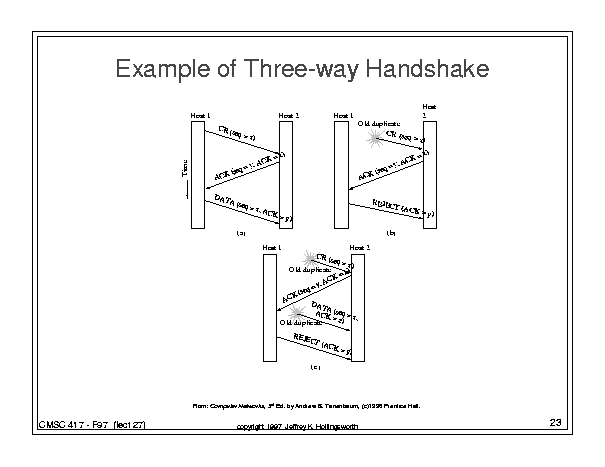 Example of Three-way Handshake
Host 1
Host 2
Time
CR (seq = x)
ACK (seq = y, ACK = x)
DATA (seq = x, ACK = y)
(a)
Host 1
Host
2
Old duplicate
CR (seq = x)
ACK (seq = y, ACK = x)
REJECT (ACK = y)
(b)
Host 1
Host 2
CR (seq = x)
Old duplicate
ACK (seq = y, ACK =
DATA (seq = x,
ACK = z)
Old duplicate
REJECT (ACK = y)
(c)
From: Computer Networks, 3rd Ed. by Andrew S. Tanenbaum, (c)1996 Prentice Hall.
CMSC 417 - F97 (lect 27)
copyright 1997 Jeffrey K. Hollingsworth
23